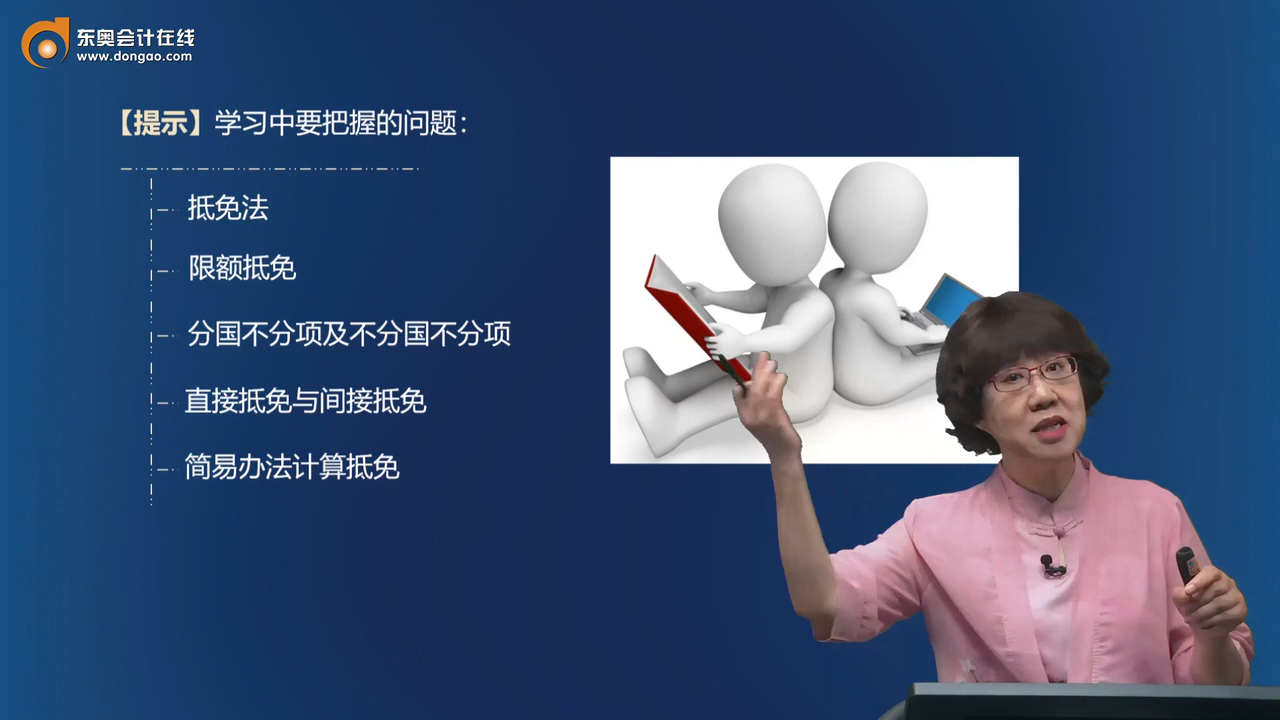 东奥会计在线
www.dongao.com
【提示】学习中要把握的问题：
抵免法
限额抵免
分国不分项及不分国不分项
直接抵免与间接抵免
简易办法计算抵免